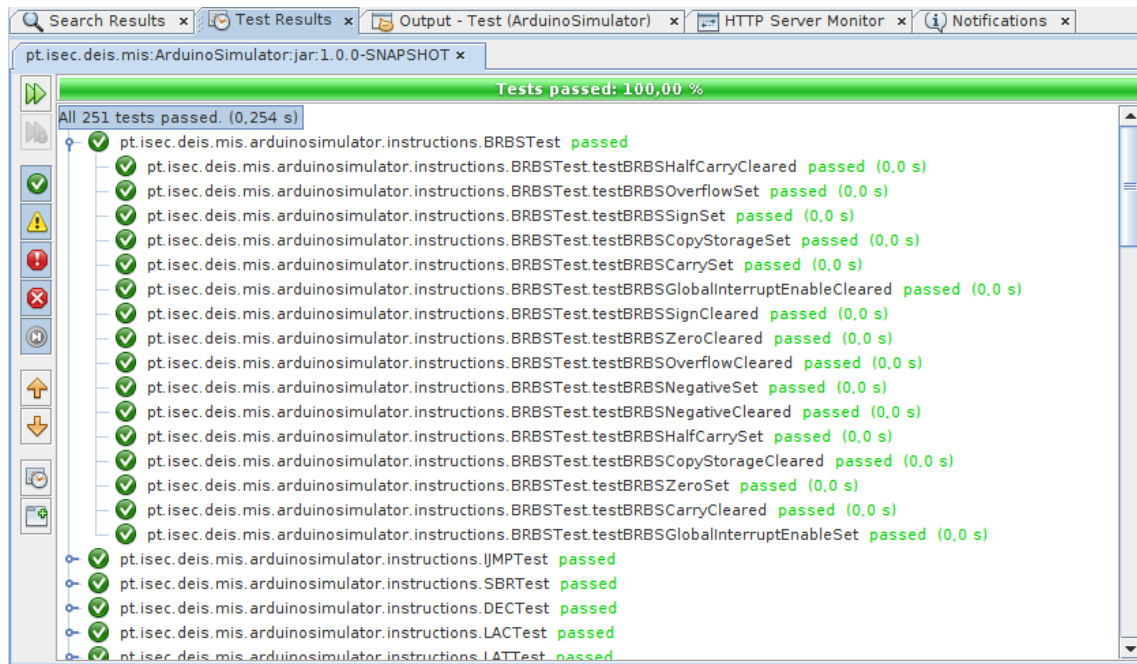 Search Results × Test Results × Output - Test (ArduinoSimulator) × HTTP Server Monitor × Notifications ×
pt.isec.deis.mis:ArduinoSimulator:jar:1.0.0-SNAPSHOT ×
Tests passed: 100,00 %
All 251 tests passed. (0,254 s)
pt.isec.deis.mis.arduinosimulator.instructions.BRBSTest passed
pt.isec.deis.mis.arduinosimulator.instructions.BRBSTest.testBRBSHalfCarryCleared passed (0,0 s)
pt.isec.deis.mis.arduinosimulator.instructions.BRBSTest.testBRBSOverflowSet passed (0,0 s)
pt.isec.deis.mis.arduinosimulator.instructions.BRBSTest.testBRBSSignSet passed (0,0 s)
pt.isec.deis.mis.arduinosimulator.instructions.BRBSTest.testBRBSCopyStorageSet passed (0,0 s)
pt.isec.deis.mis.arduinosimulator.instructions.BRBSTest.testBRBSCarrySet passed (0,0 s)
pt.isec.deis.mis.arduinosimulator.instructions.BRBSTest.testBRBSGlobalInterruptEnableCleared passed (0,0 s)
pt.isec.deis.mis.arduinosimulator.instructions.BRBSTest.testBRBSSignCleared passed (0,0 s)
pt.isec.deis.mis.arduinosimulator.instructions.BRBSTest.testBRBSZeroCleared passed (0,0 s)
pt.isec.deis.mis.arduinosimulator.instructions.BRBSTest.testBRBSOverflowCleared passed (0,0 s)
pt.isec.deis.mis.arduinosimulator.instructions.BRBSTest.testBRBSNegativeSet passed (0,0 s)
pt.isec.deis.mis.arduinosimulator.instructions.BRBSTest.testBRBSNegativeCleared passed (0,0 s)
pt.isec.deis.mis.arduinosimulator.instructions.BRBSTest.testBRBSHalfCarrySet passed (0,0 s)
pt.isec.deis.mis.arduinosimulator.instructions.BRBSTest.testBRBSCopyStorageCleared passed (0,0 s)
pt.isec.deis.mis.arduinosimulator.instructions.BRBSTest.testBRBSZeroSet passed (0,0 s)
pt.isec.deis.mis.arduinosimulator.instructions.BRBSTest.testBRBSCarryCleared passed (0,0 s)
pt.isec.deis.mis.arduinosimulator.instructions.BRBSTest.testBRBSGlobalInterruptEnableSet passed (0,0 s)
pt.isec.deis.mis.arduinosimulator.instructions.IJMPTest passed
pt.isec.deis.mis.arduinosimulator.instructions.SBRTest passed
pt.isec.deis.mis.arduinosimulator.instructions.DECTest passed
pt.isec.deis.mis.arduinosimulator.instructions.LACTest passed
pt.isec.deis.mis.arduinosimulator.instructions.LATTest passed